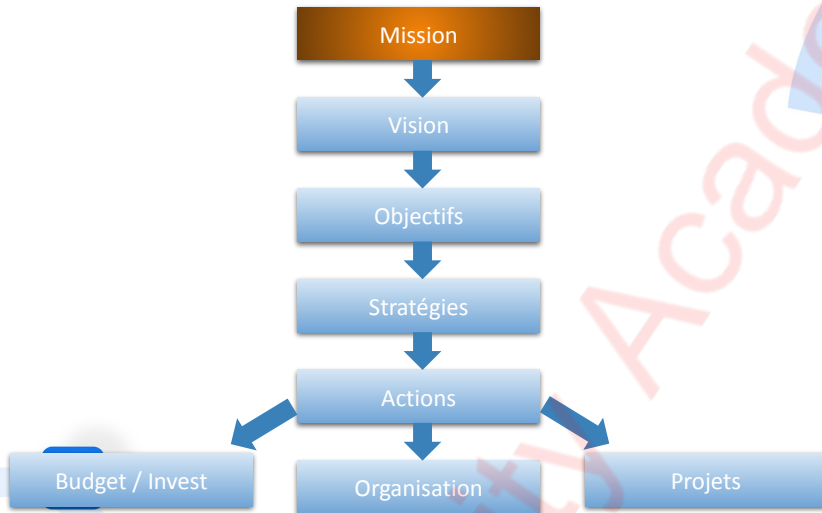 Mission
Vision
Objectifs
Stratégies
Actions
Budget / Invest
Organisation
Projets